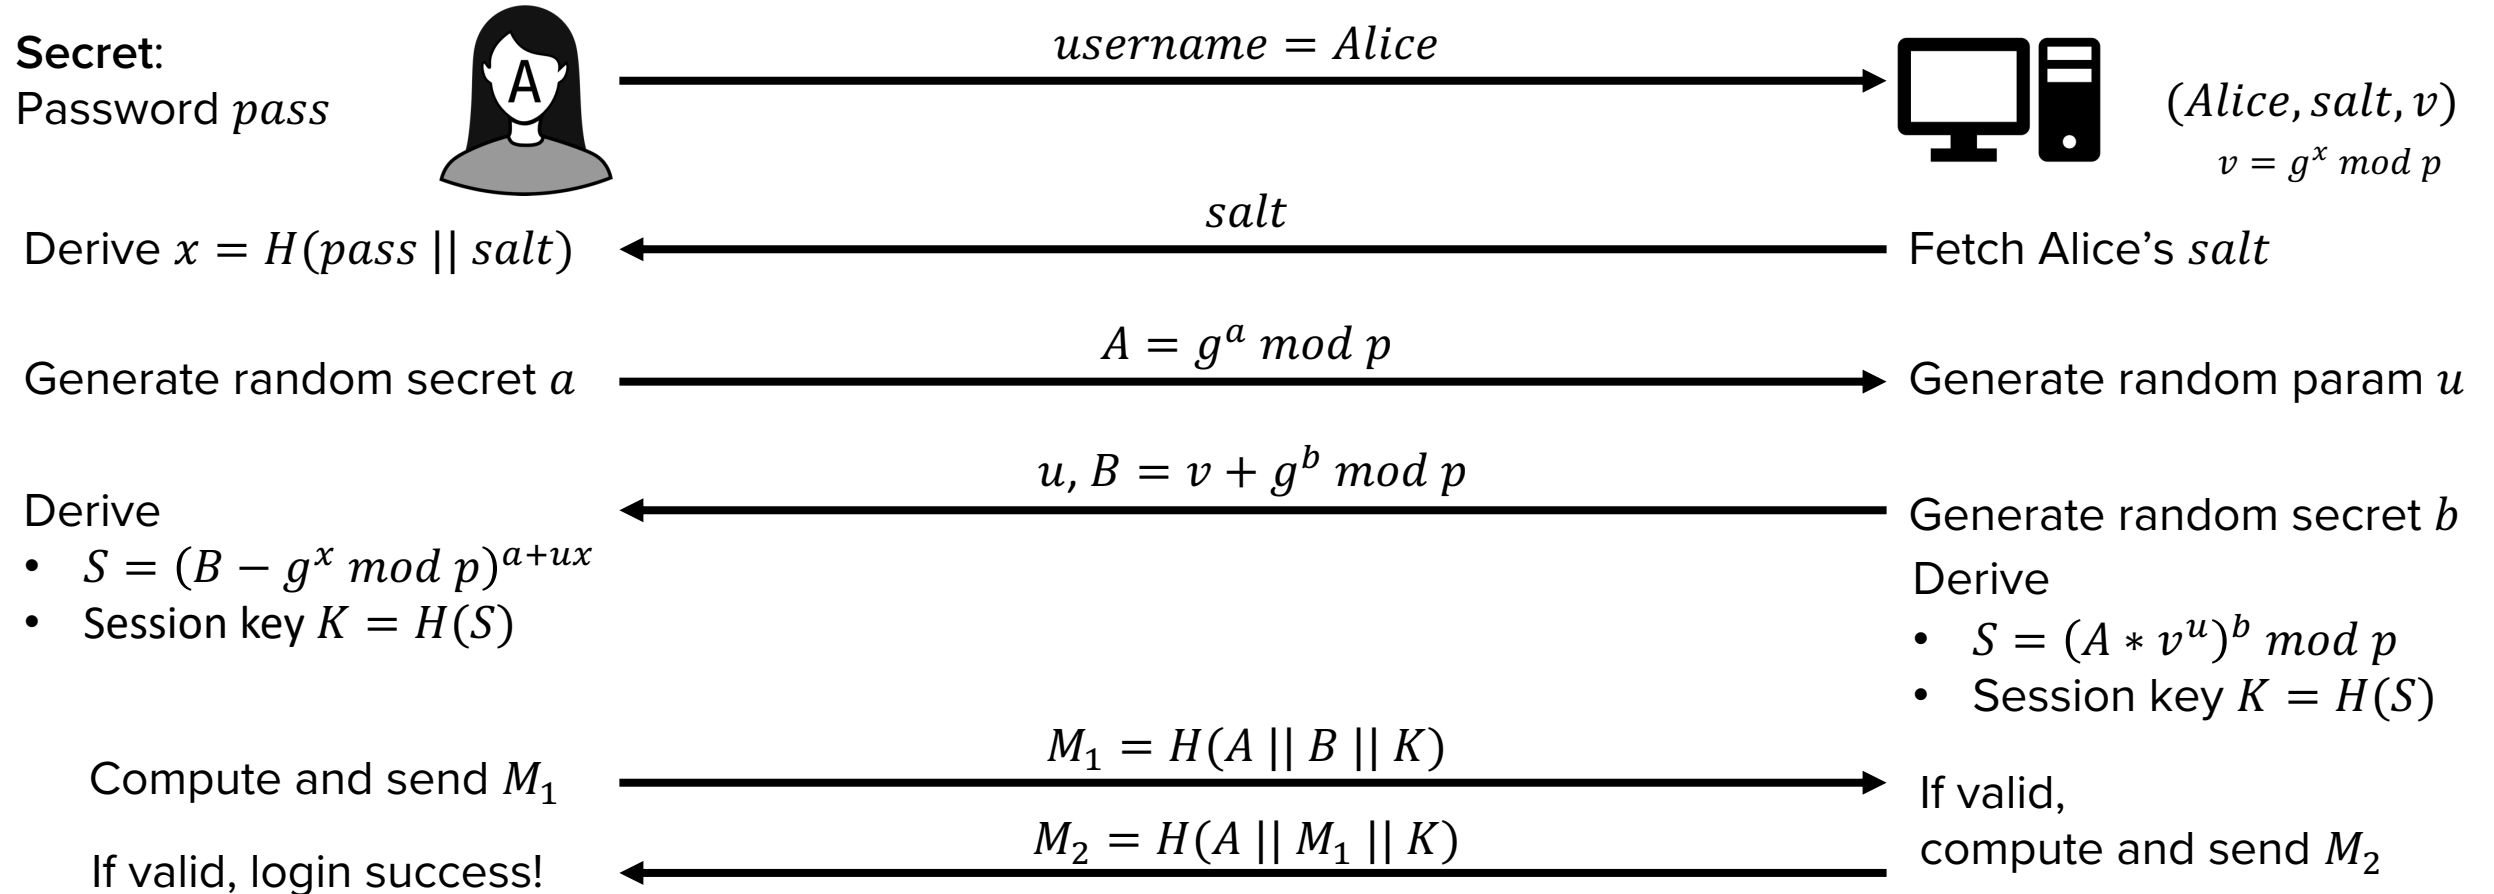 Secret:
Password pass
A
username = Alice
(Alice, salt, v)
v = g^x mod p
salt
Derive x = H(pass || salt)
Fetch Alice’s salt
A = g^a mod p
Generate random secret a
Generate random param u
u, B = v + g^b mod p
Derive
• S = (B − g^x mod p)^{a+ux}
• Session key K = H(S)
Generate random secret b
Derive
• S = (A ∗ v^u)^b mod p
• Session key K = H(S)
M_1 = H(A || B || K)
Compute and send M_1
If valid,
compute and send M_2
M_2 = H(A || M_1 || K)
If valid, login success!